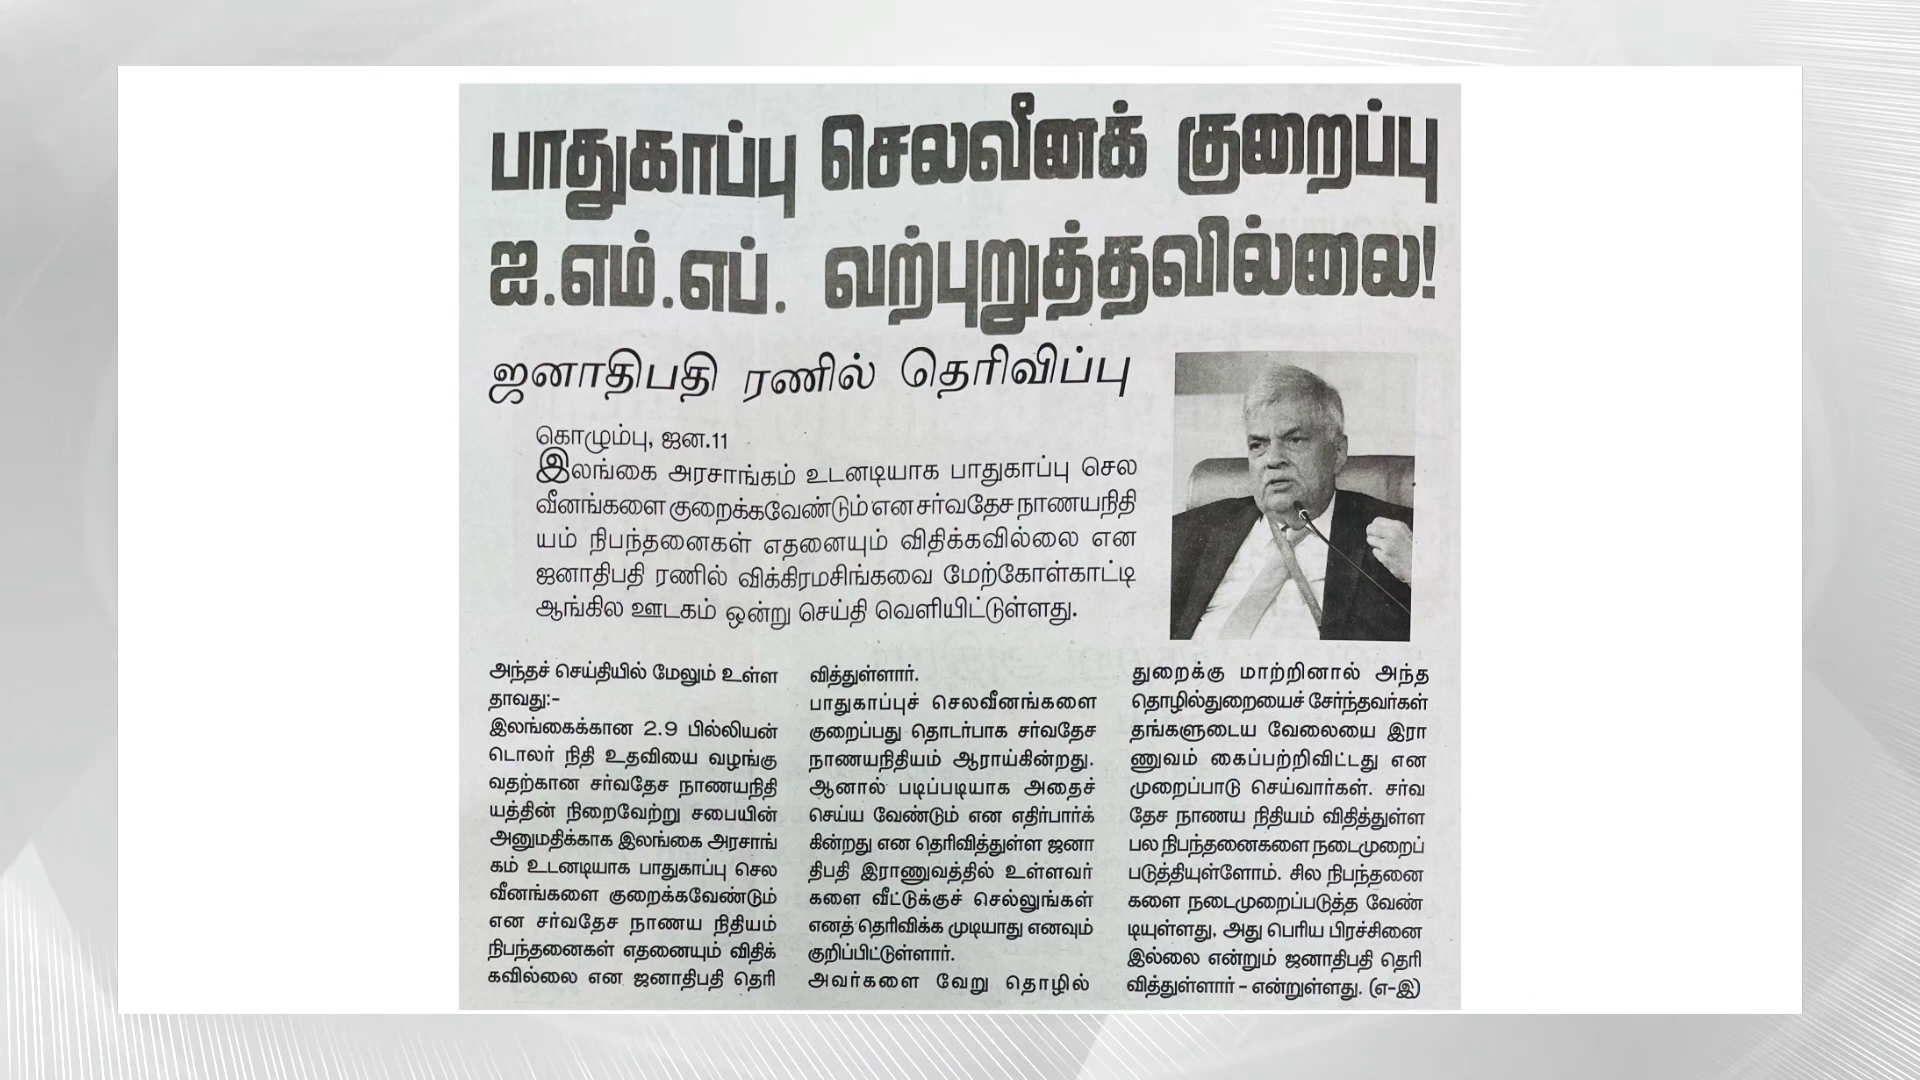 பாதுகாப்பு செலவீனக் குறைப்பு
ஐ.எம்.எப். வற்புறுத்தவில்லை!
ஜனாதிபதி ரணில் தெரிவிப்பு
கொழும்பு, ஜன.11
இலங்கை அரசாங்கம் உடனடியாக பாதுகாப்பு செல
வீனங்களை குறைக்கவேண்டும் என சர்வதேச நாணயநிதி
யம் நிபந்தனைகள் எதனையும் விதிக்கவில்லை என
ஜனாதிபதி ரணில் விக்கிரமசிங்கவை மேற்கோள்காட்டி
ஆங்கில ஊடகம் ஒன்று செய்தி வெளியிட்டுள்ளது.
அந்தச் செய்தியில் மேலும் உள்ள
தாவது:-
இலங்கைக்கான 2.9 பில்லியன்
டொலர் நிதி உதவியை வழங்கு
வதற்கான சர்வதேச நாணயநிதி
யத்தின் நிறைவேற்று சபையின்
அனுமதிக்காக இலங்கை அரசாங்
கம் உடனடியாக பாதுகாப்பு செல
வீனங்களை குறைக்கவேண்டும்
என சர்வதேச நாணய நிதியம்
நிபந்தனைகள் எதனையும் விதிக்
கவில்லை என ஜனாதிபதி தெரி
வித்துள்ளார்.
பாதுகாப்புச் செலவீனங்களை
குறைப்பது தொடர்பாக சர்வதேச
நாணயநிதியம் ஆராய்கின்றது.
ஆனால் படிப்படியாக அதைச்
செய்ய வேண்டும் என எதிர்பார்க்
கின்றது என தெரிவித்துள்ள ஜனா
திபதி இராணுவத்தில் உள்ளவர்
களை வீட்டுக்குச் செல்லுங்கள்
எனத் தெரிவிக்க முடியாது எனவும்
குறிப்பிட்டுள்ளார்.
அவர்களை வேறு தொழில்
துறைக்கு மாற்றினால் அந்த
தொழில்துறையைச் சேர்ந்தவர்கள்
தங்களுடைய வேலையை இரா
ணுவம் கைப்பற்றிவிட்டது என
முறைப்பாடு செய்வார்கள். சர்வ
தேச நாணய நிதியம் விதித்துள்ள
பல நிபந்தனைகளை நடைமுறைப்
படுத்தியுள்ளோம். சில நிபந்தனை
களை நடைமுறைப்படுத்த வேண்
டியுள்ளது, அது பெரிய பிரச்சினை
இல்லை என்றும் ஜனாதிபதி தெரி
வித்துள்ளார் – என்றுள்ளது. (எ-இ)